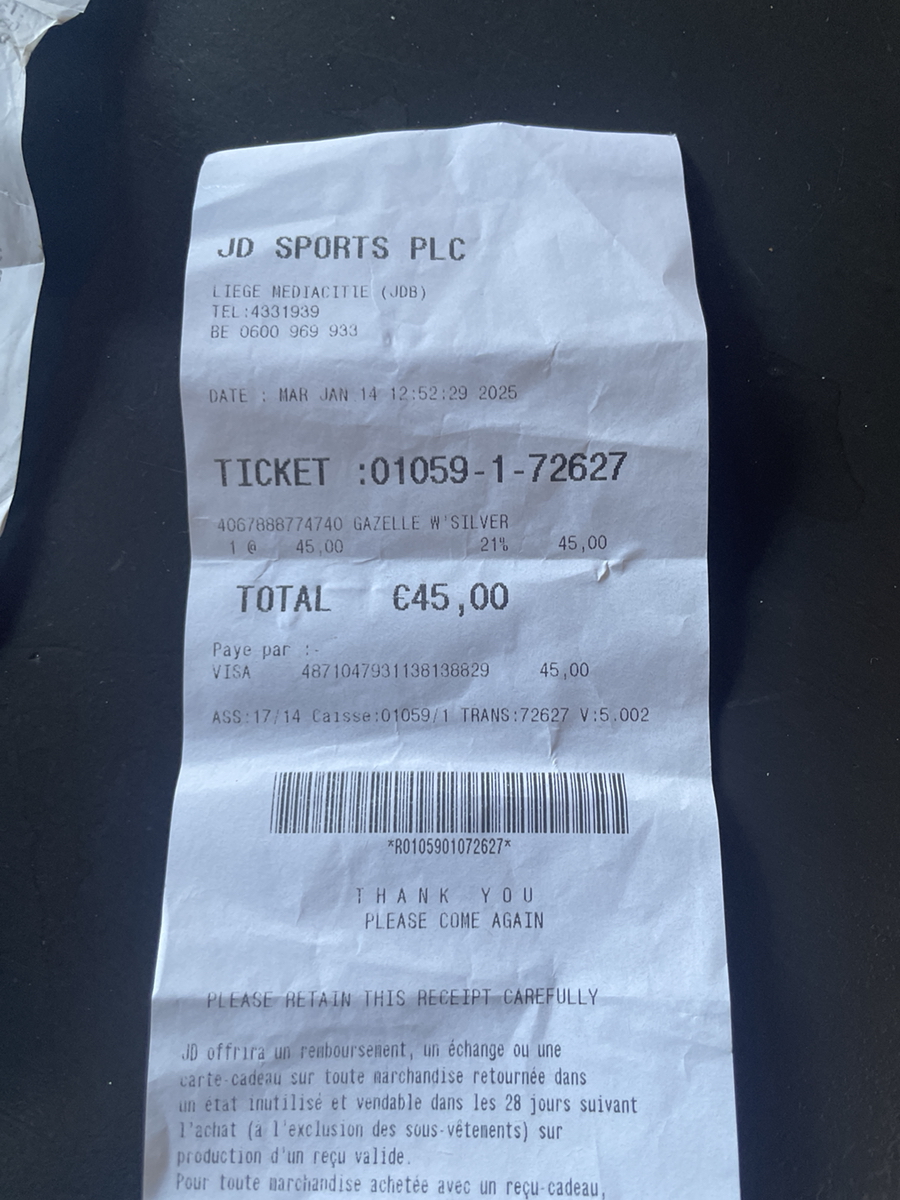 JD SPORTS PLC
LIEGE MEDIACITIE (JDB)
TEL:4331939
BE 0600 969 933
DATE : MAR JAN 14 12:52:29 2025
TICKET :01059-1-72627
4067888774740 GAZELLE W'SILVER
1 @ 45,00 21% 45,00
TOTAL €45,00
Paye par :-
VISA 4871047931138138829 45,00
ASS:17/14 Caisse:01059/1 TRANS:72627 V:5.002
*R0105901072627*
THANK YOU
PLEASE COME AGAIN
PLEASE RETAIN THIS RECEIPT CAREFULLY
JD offrira un remboursement, un échange ou une
carte-cadeau sur toute marchandise retournée dans
un état inutilisé et vendable dans les 28 jours suivant
l'achat (à l'exclusion des sous-vêtements) sur
production d'un reçu valide.
Pour toute marchandise achetée avec un reçu-cadeau,